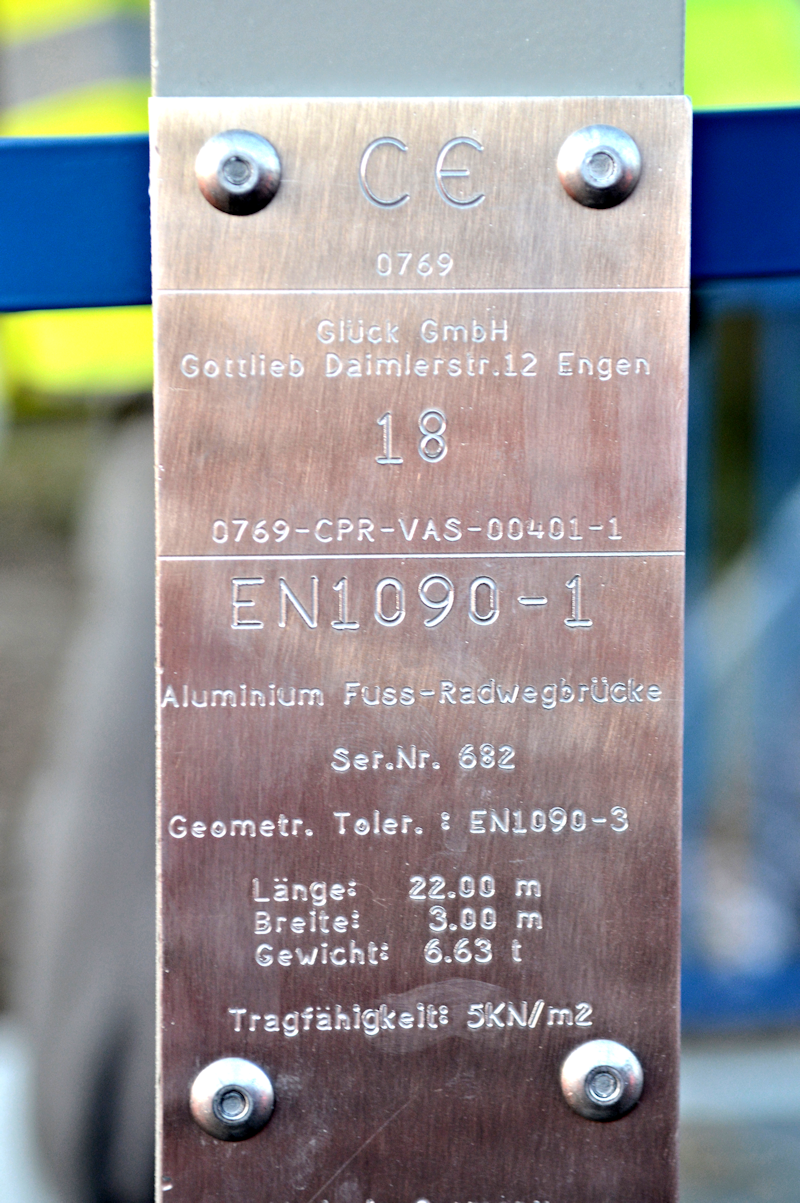 CE
0769
Glück GmbH
Gottlieb Daimlerstr.12 Engen
18
0769-CPR-VAS-00401-1
EN1090-1
Aluminium Fuss-Radwegbrücke
Ser.Nr. 682
Geometr. Toler. : EN1090-3
Länge: 22.00 m
Breite: 3.00 m
Gewicht: 6.63 t
Tragfähigkeit: 5KN/m2